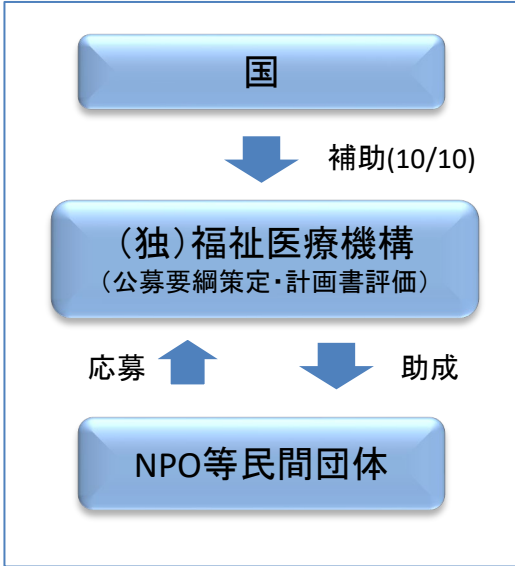 国
補助(10/10)
（独）福祉医療機構
（公募要綱策定・計画書評価）
応募
助成
NPO等民間団体